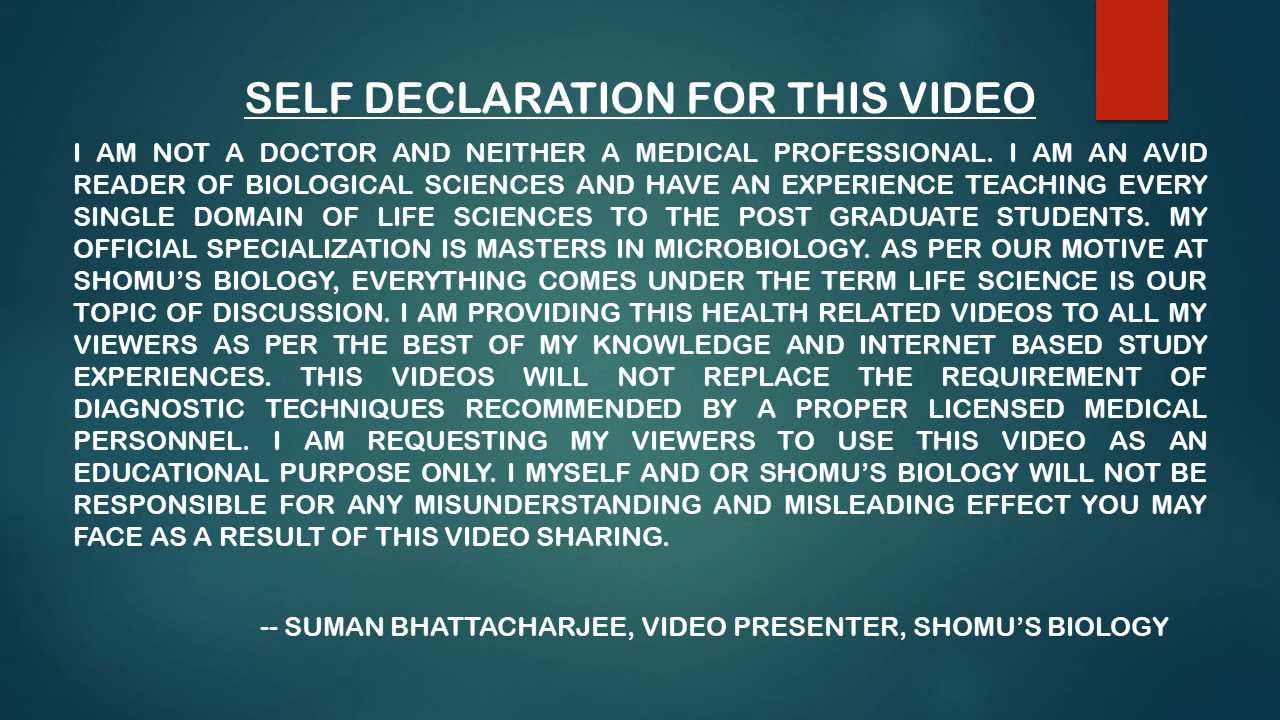 SELF DECLARATION FOR THIS VIDEO
I AM NOT A DOCTOR AND NEITHER A MEDICAL PROFESSIONAL. I AM AN AVID
READER OF BIOLOGICAL SCIENCES AND HAVE AN EXPERIENCE TEACHING EVERY
SINGLE DOMAIN OF LIFE SCIENCES TO THE POST GRADUATE STUDENTS. MY
OFFICIAL SPECIALIZATION IS MASTERS IN MICROBIOLOGY. AS PER OUR MOTIVE AT
SHOMU’S BIOLOGY, EVERYTHING COMES UNDER THE TERM LIFE SCIENCE IS OUR
TOPIC OF DISCUSSION. I AM PROVIDING THIS HEALTH RELATED VIDEOS TO ALL MY
VIEWERS AS PER THE BEST OF MY KNOWLEDGE AND INTERNET BASED STUDY
EXPERIENCES. THIS VIDEOS WILL NOT REPLACE THE REQUIREMENT OF
DIAGNOSTIC TECHNIQUES RECOMMENDED BY A PROPER LICENSED MEDICAL
PERSONNEL. I AM REQUESTING MY VIEWERS TO USE THIS VIDEO AS AN
EDUCATIONAL PURPOSE ONLY. I MYSELF AND OR SHOMU’S BIOLOGY WILL NOT BE
RESPONSIBLE FOR ANY MISUNDERSTANDING AND MISLEADING EFFECT YOU MAY
FACE AS A RESULT OF THIS VIDEO SHARING.
-- SUMAN BHATTACHARJEE, VIDEO PRESENTER, SHOMU’S BIOLOGY